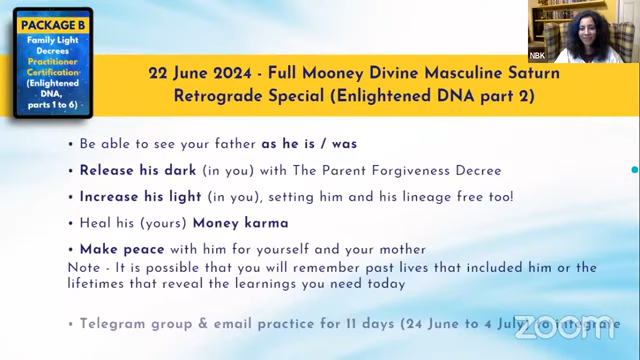 PACKAGE B
Family Light
Decrees
Practitioner
Certification
(Enlightened
DNA,
parts 1 to 6)
NBK
22 June 2024 - Full Mooney Divine Masculine Saturn
Retrograde Special (Enlightened DNA part 2)
• Be able to see your father as he is / was
• Release his dark (in you) with The Parent Forgiveness Decree
• Increase his light (in you), setting him and his lineage free too!
• Heal his (yours) Money karma
• Make peace with him for yourself and your mother
Note - It is possible that you will remember past lives that included him or the
lifetimes that reveal the learnings you need today
• Telegram group & email practice for 11 days (24 June to 4 July) to integrate
zoom